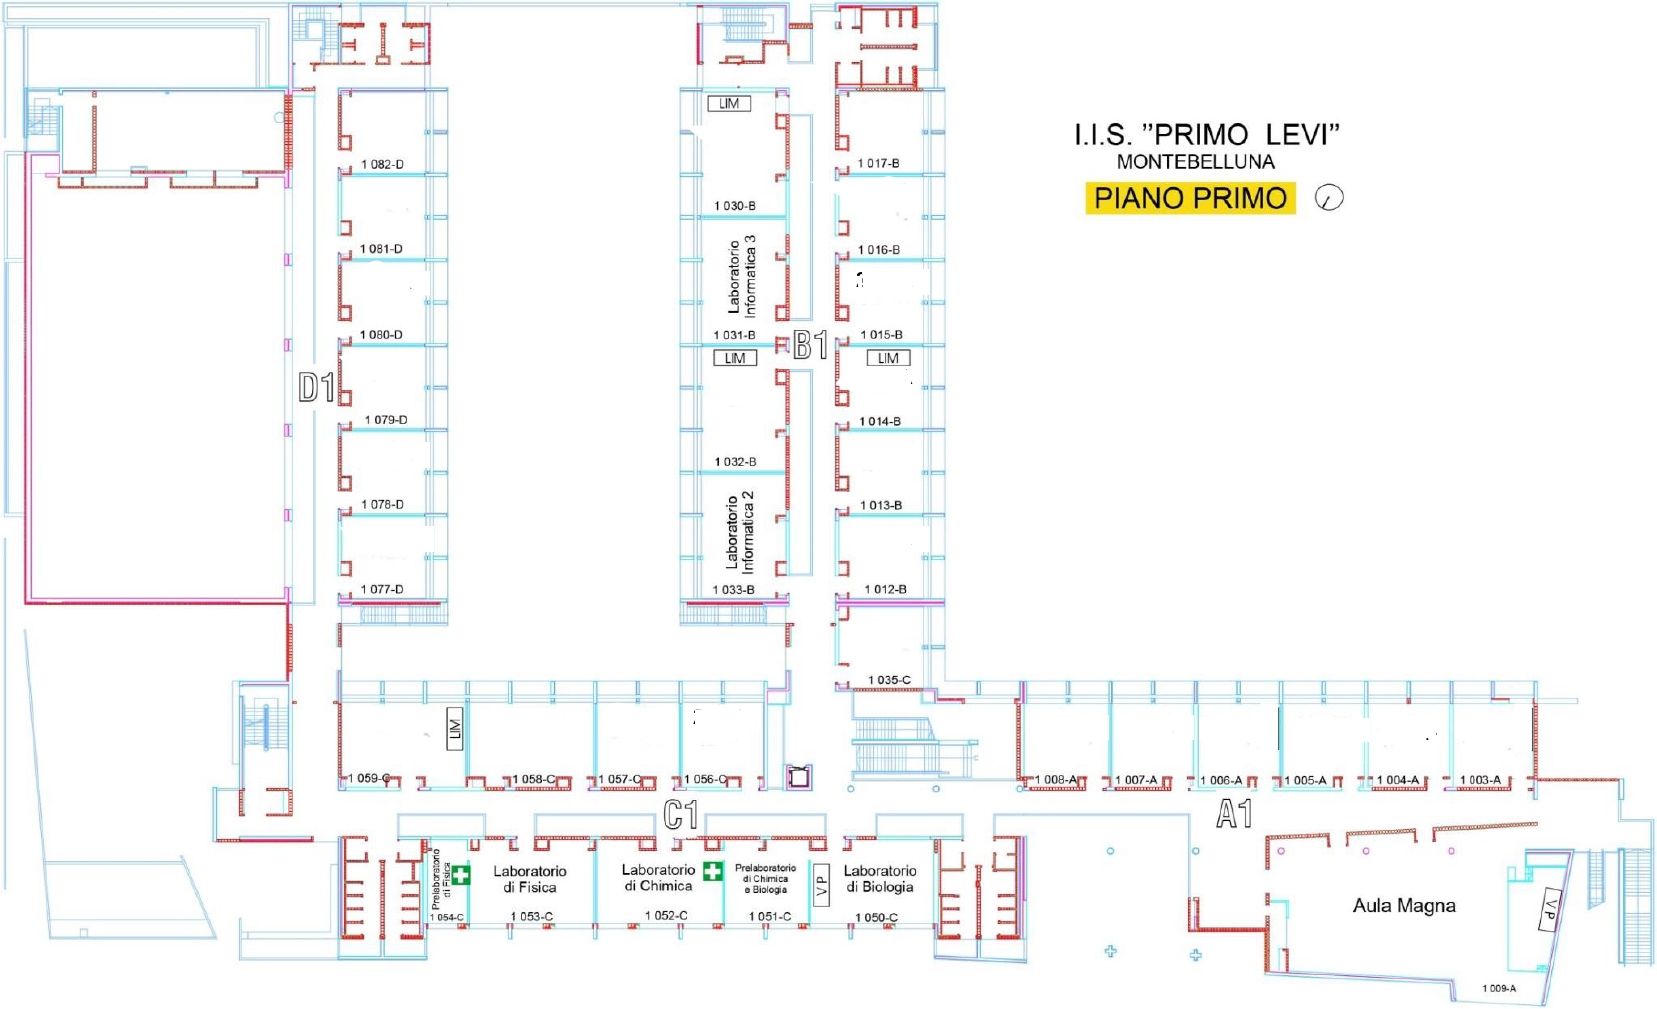 I.I.S. "PRIMO LEVI"
MONTEBELLUNA
PIANO PRIMO
LIM
1 082-D
1 030-B
1 017-B
1 081-D
Laboratorio
Informatica 3
1 016-B
1 080-D
1 031-B
B1
1 015-B
LIM
LIM
D1
1 079-D
1 014-B
1 032-B
1 078-D
Laboratorio
Informatica 2
1 013-B
1 077-D
1 033-B
1 012-B
1 035-C
LIM
1 059-C
1 058-C
1 057-C
1 056-C
1 008-A
1 007-A
1 006-A
1 005-A
1 004-A
1 003-A
C1
A1
Prelaboratorio
di Fisica
1 054-C
Laboratorio
di Fisica
1 053-C
Laboratorio
di Chimica
1 052-C
Prelaboratorio
di Chimica
e Biologia
1 051-C
VP
Laboratorio
di Biologia
1 050-C
Aula Magna
VP
1 009-A